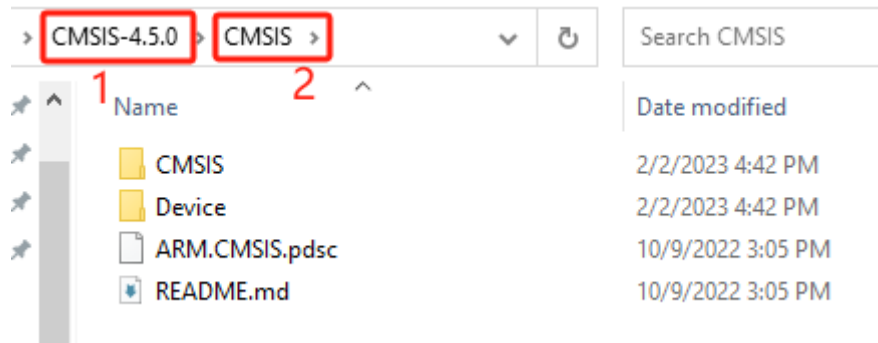 CMSIS-4.5.0 > CMSIS > Search CMSIS
1 2
Name Date modified
CMSIS 2/2/2023 4:42 PM
Device 2/2/2023 4:42 PM
ARM.CMSIS.pdsc 10/9/2022 3:05 PM
README.md 10/9/2022 3:05 PM